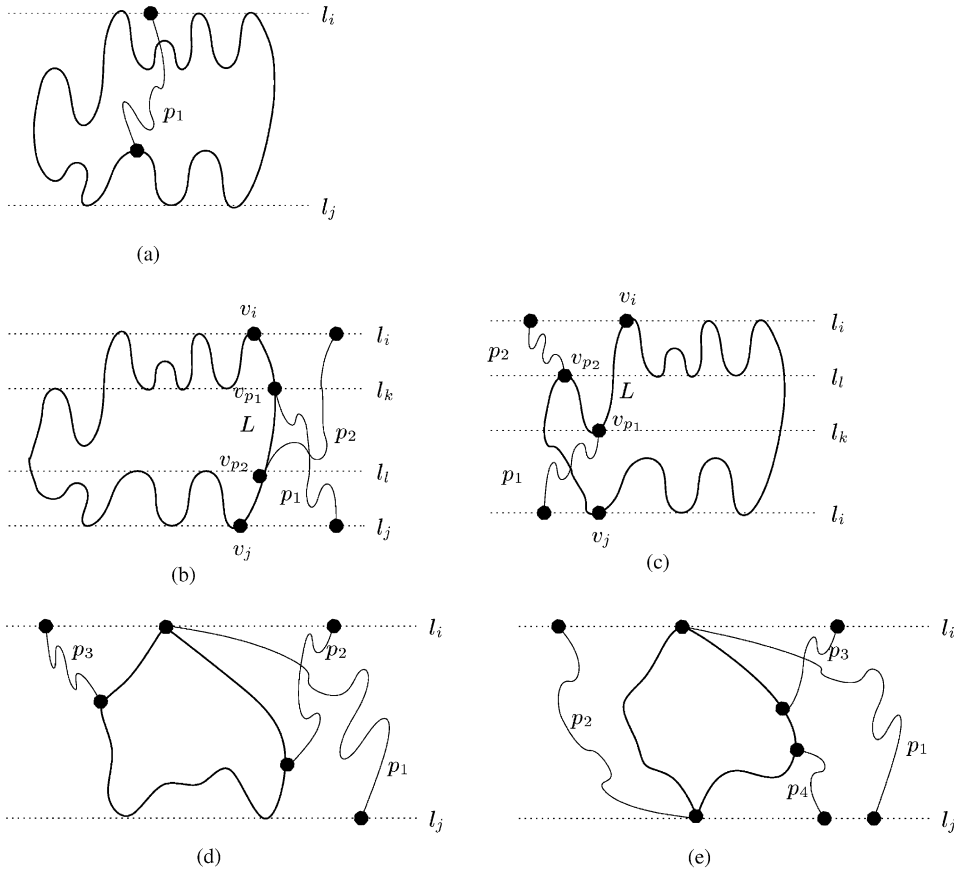 l_i
p_1
l_j
(a)
v_i
l_i
v_{p_1}
l_k
L
p_2
v_{p_2}
l_l
p_1
l_j
v_j
(b)
v_i
l_i
p_2
v_{p_2}
l_l
L
v_{p_1}
l_k
p_1
l_i
v_j
(c)
l_i
p_3
p_2
p_1
l_j
(d)
l_i
p_3
p_2
p_1
p_4
l_j
(e)